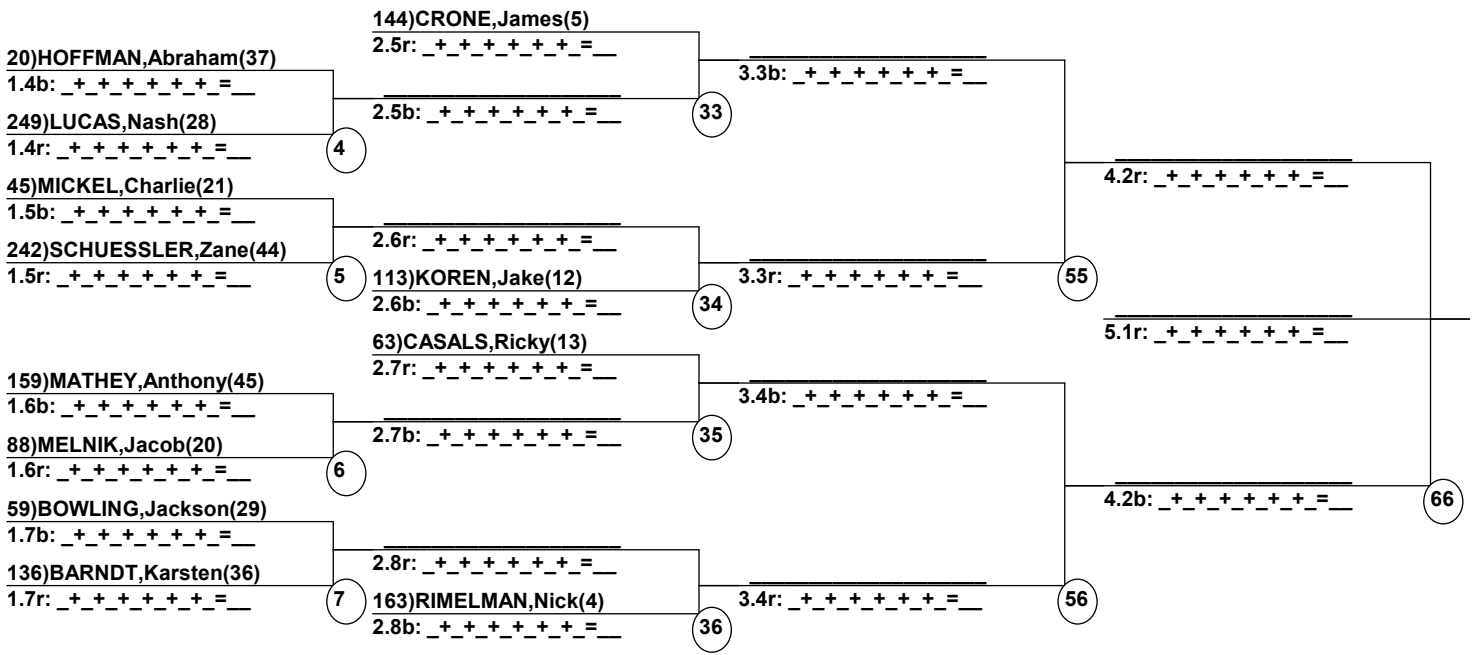 144)CRONE,James(5)
2.5r: _+_+_+_+_+_=__
20)HOFFMAN,Abraham(37)
1.4b: _+_+_+_+_+_=__
3.3b: _+_+_+_+_+_=__
2.5b: _+_+_+_+_+_=__
33
249)LUCAS,Nash(28)
1.4r: _+_+_+_+_+_=__
4
4.2r: _+_+_+_+_+_=__
45)MICKEL,Charlie(21)
1.5b: _+_+_+_+_+_=__
2.6r: _+_+_+_+_+_=__
242)SCHUESSLER,Zane(44)
1.5r: _+_+_+_+_+_=__
5
113)KOREN,Jake(12)
2.6b: _+_+_+_+_+_=__
34
3.3r: _+_+_+_+_+_=__
55
5.1r: _+_+_+_+_+_=__
63)CASALS,Ricky(13)
2.7r: _+_+_+_+_+_=__
159)MATHEY,Anthony(45)
1.6b: _+_+_+_+_+_=__
3.4b: _+_+_+_+_+_=__
2.7b: _+_+_+_+_+_=__
35
88)MELNIK,Jacob(20)
1.6r: _+_+_+_+_+_=__
6
4.2b: _+_+_+_+_+_=__
66
59)BOWLING,Jackson(29)
1.7b: _+_+_+_+_+_=__
2.8r: _+_+_+_+_+_=__
136)BARNDT,Karsten(36)
1.7r: _+_+_+_+_+_=__
7
163)RIMELMAN,Nick(4)
2.8b: _+_+_+_+_+_=__
36
3.4r: _+_+_+_+_+_=__
56